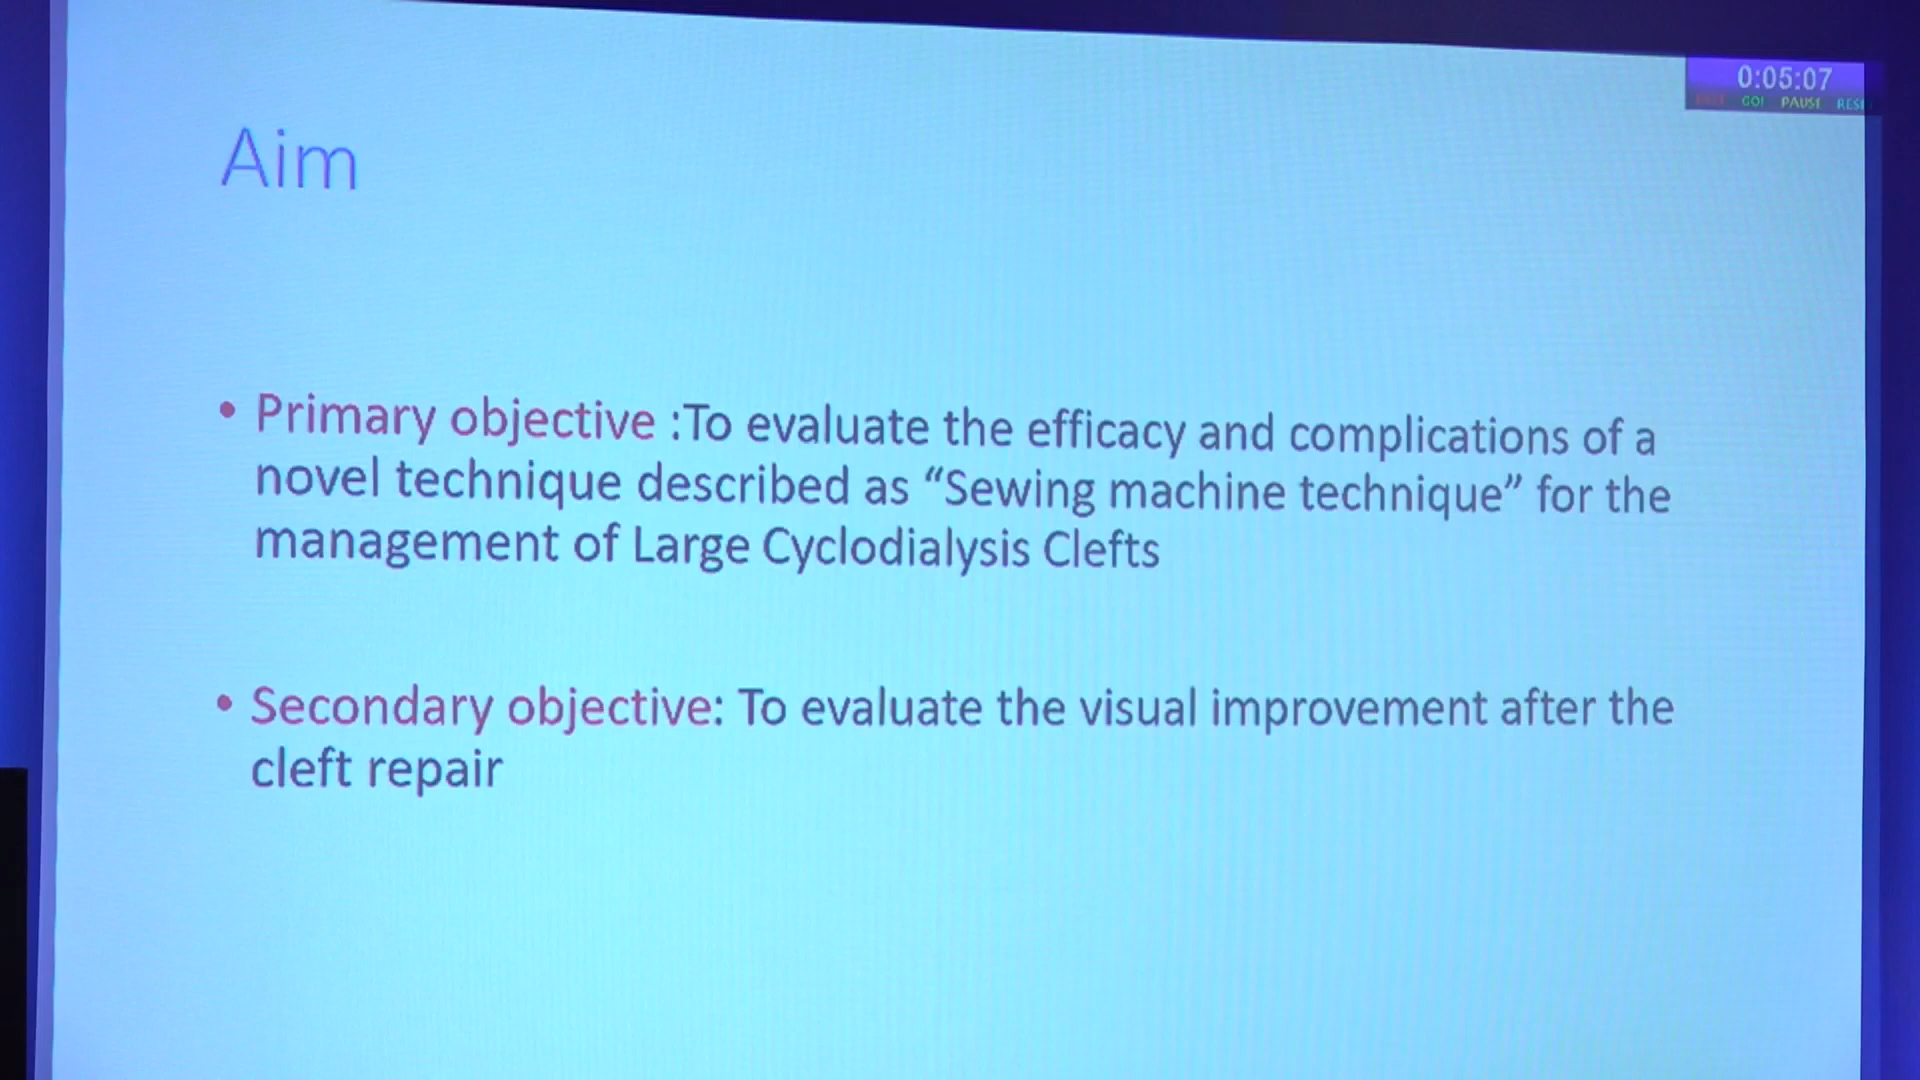 0:05:07
GO! PAUSE RESE
Aim
• Primary objective :To evaluate the efficacy and complications of a
novel technique described as “Sewing machine technique” for the
management of Large Cyclodialysis Clefts
• Secondary objective: To evaluate the visual improvement after the
cleft repair